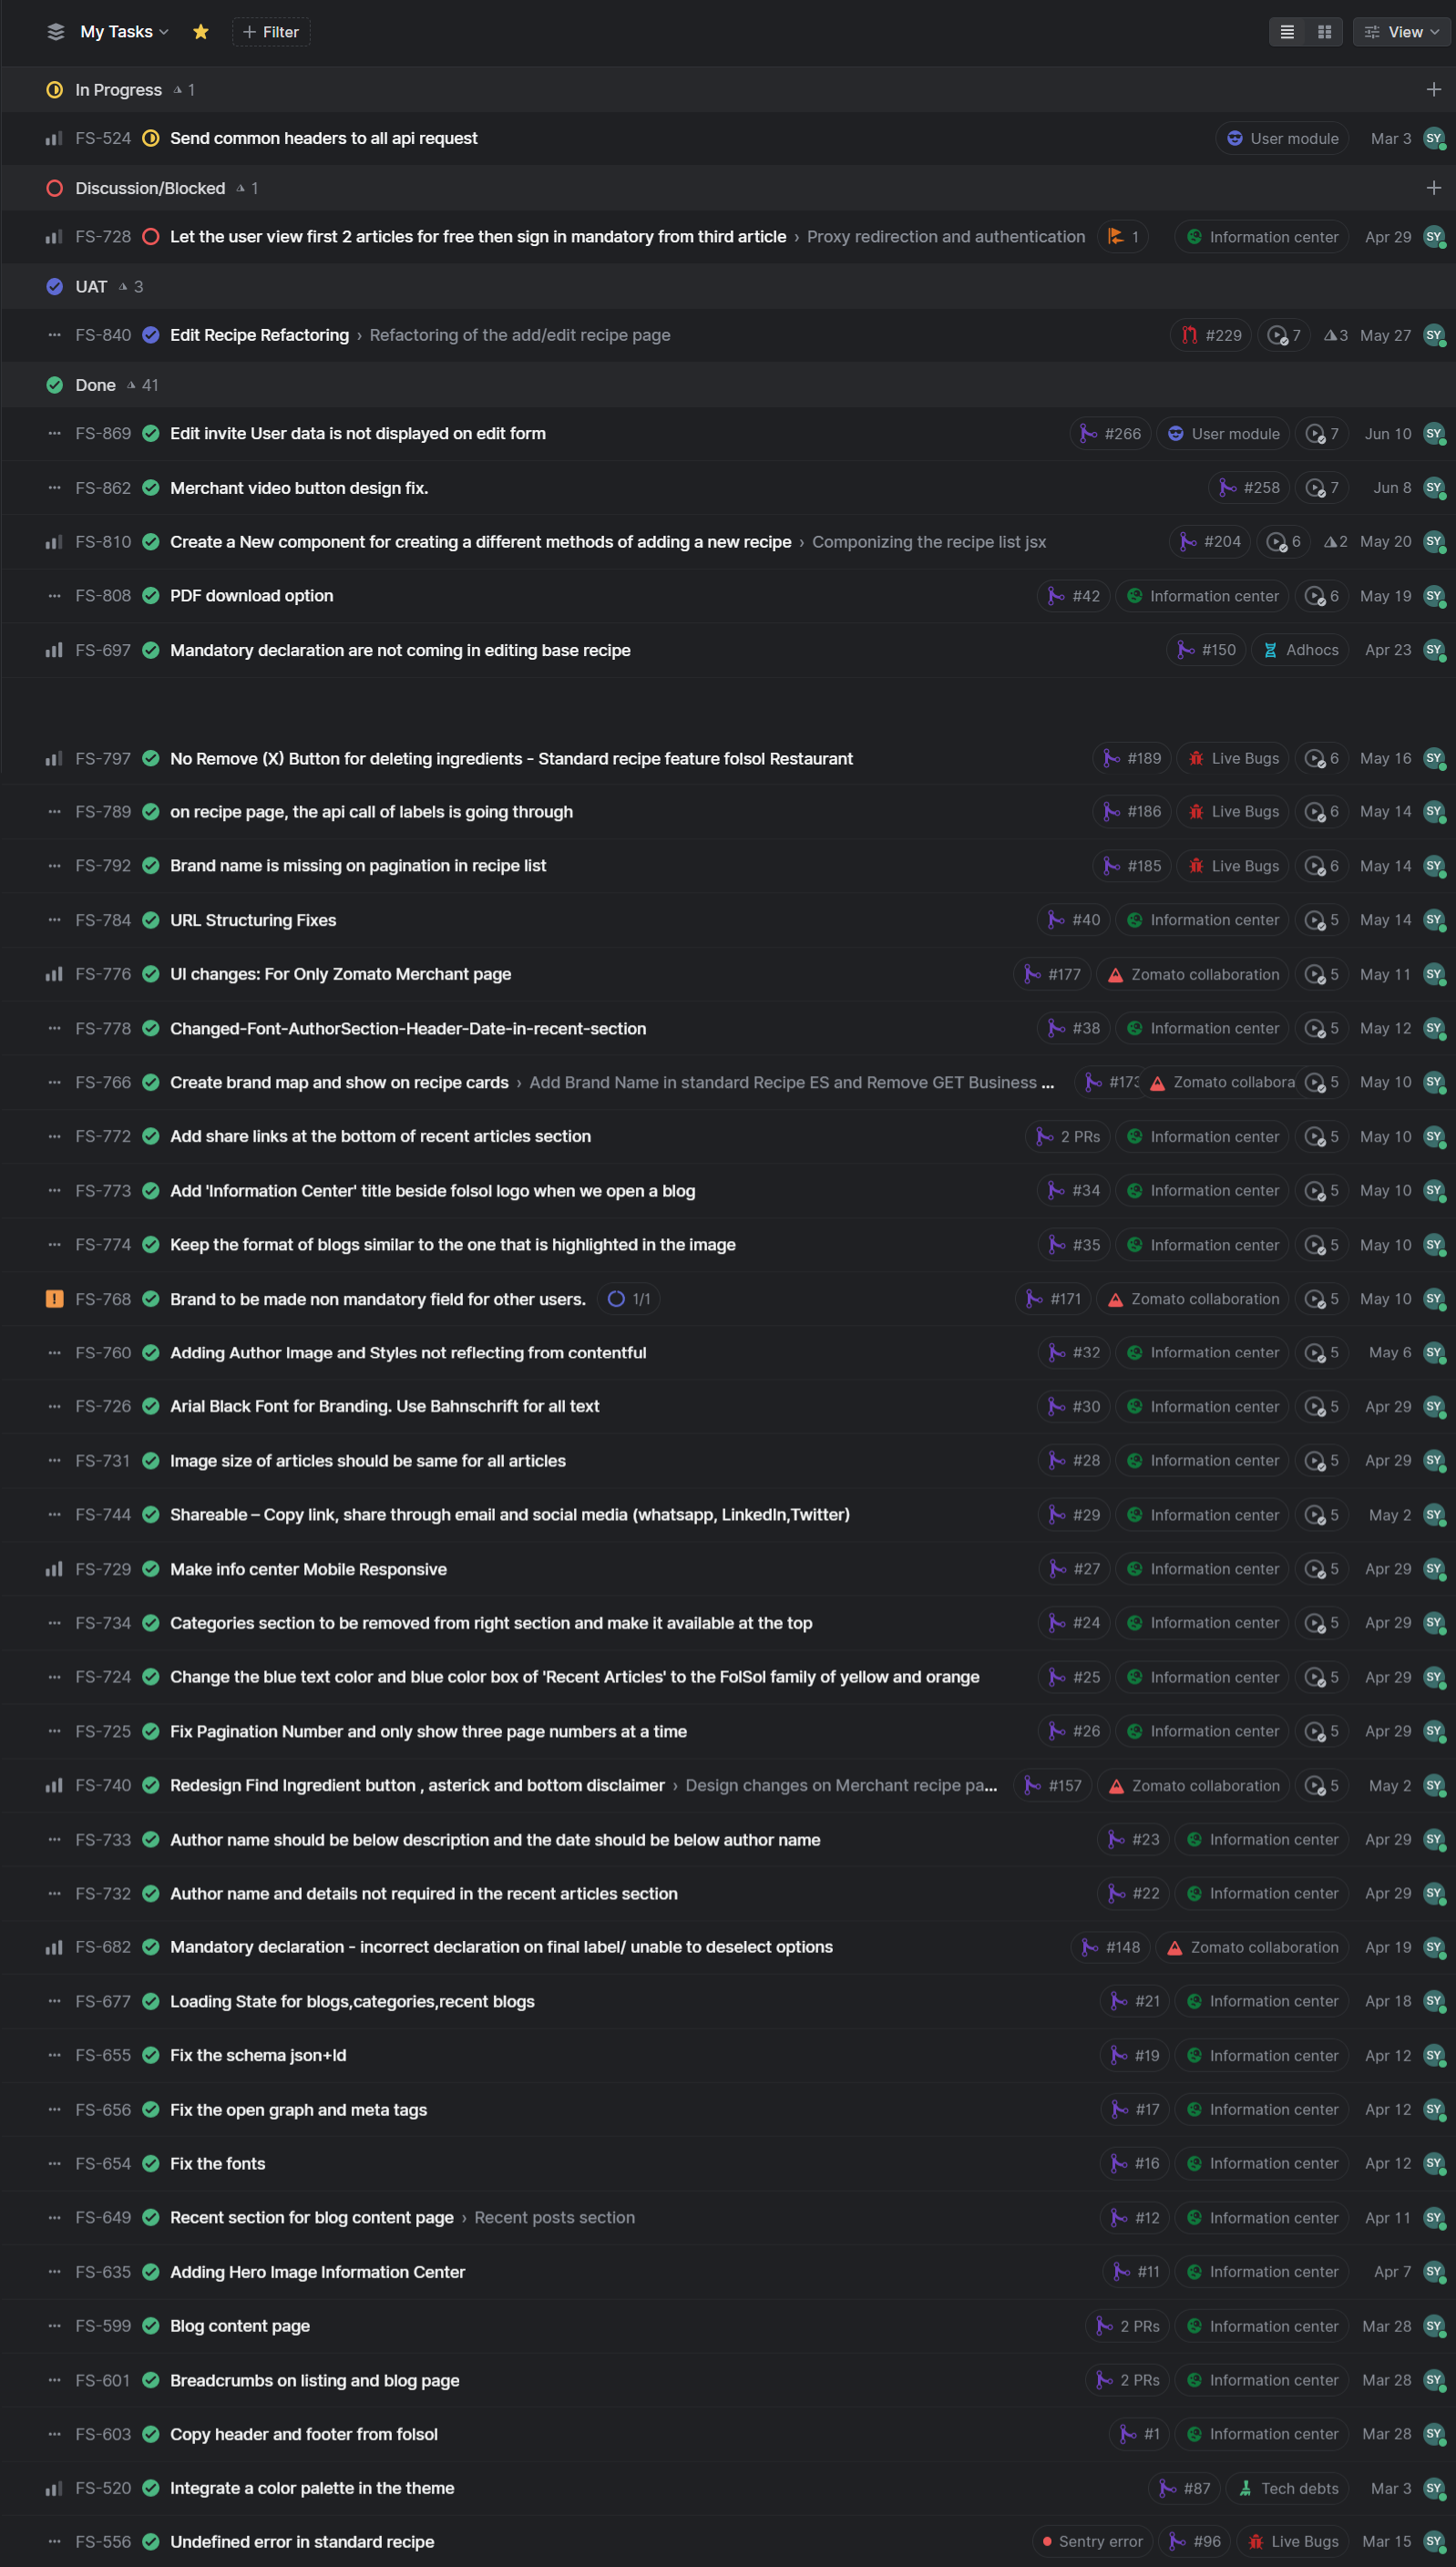 My Tasks Filter View
In Progress 1
FS-524 Send common headers to all api request User module Mar 3 SY
Discussion/Blocked 1
FS-728 Let the user view first 2 articles for free then sign in mandatory from third article › Proxy redirection and authentication 1 Information center Apr 29 SY
UAT 3
FS-840 Edit Recipe Refactoring › Refactoring of the add/edit recipe page #229 7 3 May 27 SY
Done 41
FS-869 Edit invite User data is not displayed on edit form #266 User module 7 Jun 10 SY
FS-862 Merchant video button design fix. #258 7 Jun 8 SY
FS-810 Create a New component for creating a different methods of adding a new recipe › Componizing the recipe list jsx #204 6 2 May 20 SY
FS-808 PDF download option #42 Information center 6 May 19 SY
FS-697 Mandatory declaration are not coming in editing base recipe #150 Adhocs Apr 23 SY
FS-797 No Remove (X) Button for deleting ingredients - Standard recipe feature folsol Restaurant #189 Live Bugs 6 May 16 SY
FS-789 on recipe page, the api call of labels is going through #186 Live Bugs 6 May 14 SY
FS-792 Brand name is missing on pagination in recipe list #185 Live Bugs 6 May 14 SY
FS-784 URL Structuring Fixes #40 Information center 5 May 14 SY
FS-776 UI changes: For Only Zomato Merchant page #177 Zomato collaboration 5 May 11 SY
FS-778 Changed-Font-AuthorSection-Header-Date-in-recent-section #38 Information center 5 May 12 SY
FS-766 Create brand map and show on recipe cards › Add Brand Name in standard Recipe ES and Remove GET Business ... #173 Zomato collabora 5 May 10 SY
FS-772 Add share links at the bottom of recent articles section 2 PRs Information center 5 May 10 SY
FS-773 Add 'Information Center' title beside folsol logo when we open a blog #34 Information center 5 May 10 SY
FS-774 Keep the format of blogs similar to the one that is highlighted in the image #35 Information center 5 May 10 SY
FS-768 Brand to be made non mandatory field for other users. 1/1 #171 Zomato collaboration 5 May 10 SY
FS-760 Adding Author Image and Styles not reflecting from contentful #32 Information center 5 May 6 SY
FS-726 Arial Black Font for Branding. Use Bahnschrift for all text #30 Information center 5 Apr 29 SY
FS-731 Image size of articles should be same for all articles #28 Information center 5 Apr 29 SY
FS-744 Shareable – Copy link, share through email and social media (whatsapp, LinkedIn,Twitter) #29 Information center 5 May 2 SY
FS-729 Make info center Mobile Responsive #27 Information center 5 Apr 29 SY
FS-734 Categories section to be removed from right section and make it available at the top #24 Information center 5 Apr 29 SY
FS-724 Change the blue text color and blue color box of 'Recent Articles' to the FolSol family of yellow and orange #25 Information center 5 Apr 29 SY
FS-725 Fix Pagination Number and only show three page numbers at a time #26 Information center 5 Apr 29 SY
FS-740 Redesign Find Ingredient button , asterick and bottom disclaimer › Design changes on Merchant recipe pa... #157 Zomato collaboration 5 May 2 SY
FS-733 Author name should be below description and the date should be below author name #23 Information center Apr 29 SY
FS-732 Author name and details not required in the recent articles section #22 Information center Apr 29 SY
FS-682 Mandatory declaration - incorrect declaration on final label/ unable to deselect options #148 Zomato collaboration Apr 19 SY
FS-677 Loading State for blogs,categories,recent blogs #21 Information center Apr 18 SY
FS-655 Fix the schema json+ld #19 Information center Apr 12 SY
FS-656 Fix the open graph and meta tags #17 Information center Apr 12 SY
FS-654 Fix the fonts #16 Information center Apr 12 SY
FS-649 Recent section for blog content page › Recent posts section #12 Information center Apr 11 SY
FS-635 Adding Hero Image Information Center #11 Information center Apr 7 SY
FS-599 Blog content page 2 PRs Information center Mar 28 SY
FS-601 Breadcrumbs on listing and blog page 2 PRs Information center Mar 28 SY
FS-603 Copy header and footer from folsol #1 Information center Mar 28 SY
FS-520 Integrate a color palette in the theme #87 Tech debts Mar 3 SY
FS-556 Undefined error in standard recipe Sentry error #96 Live Bugs Mar 15 SY